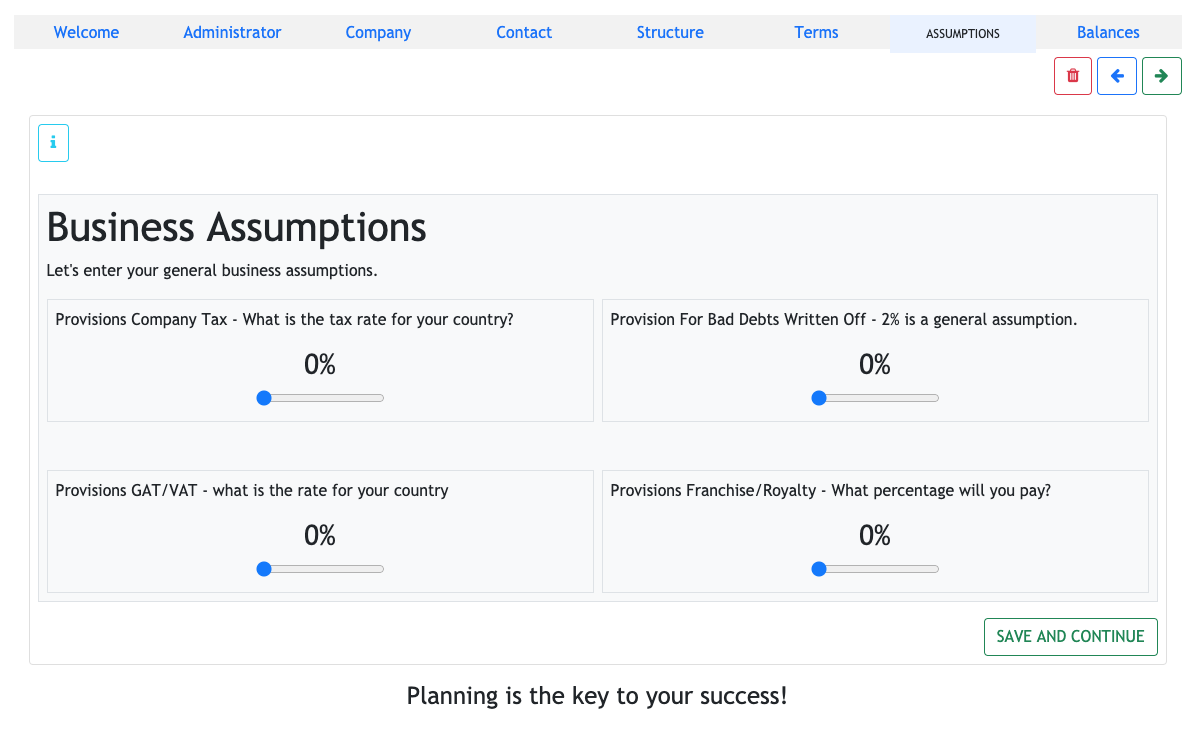 Welcome Administrator Company Contact Structure Terms ASSUMPTIONS Balances
i
Business Assumptions
Let's enter your general business assumptions.
Provisions Company Tax - What is the tax rate for your country?
0%
Provision For Bad Debts Written Off - 2% is a general assumption.
0%
Provisions GAT/VAT - what is the rate for your country
0%
Provisions Franchise/Royalty - What percentage will you pay?
0%
SAVE AND CONTINUE
Planning is the key to your success!